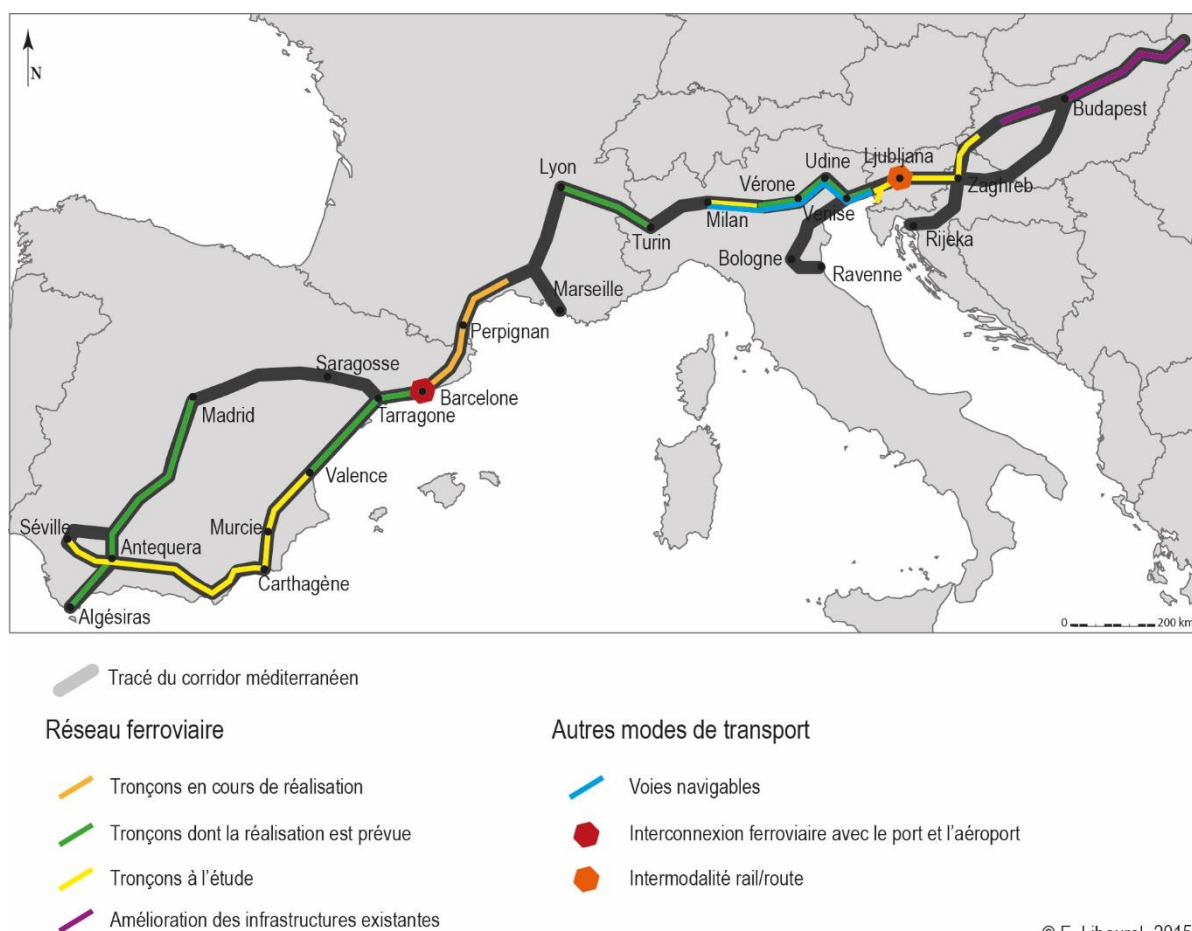 N
Budapest
Lyon
Udine
Ljubljana
Vérone
Zaghreb
Milan
Venise
Turin
Rijeka
Bologne
Ravenne
Marseille
Perpignan
Saragosse
Barcelone
Madrid
Tarragone
Valence
Murcie
Séville
Antequera
Carthagène
Algésiras
0 200 km
Tracé du corridor méditerranéen
Réseau ferroviaire
Autres modes de transport
Tronçons en cours de réalisation
Voies navigables
Tronçons dont la réalisation est prévue
Interconnexion ferroviaire avec le port et l'aéroport
Tronçons à l'étude
Intermodalité rail/route
Amélioration des infrastructures existantes